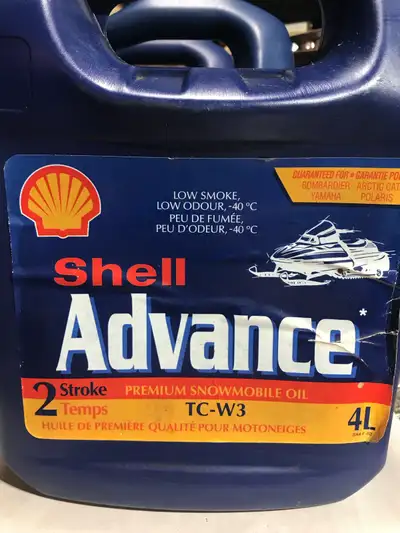 GUARANTEED FOR • GARANTIE POU
BOMBARDIER ARCTIC CAT
YAMAHA POLARIS
LOW SMOKE,
LOW ODOUR, -40 °C
PEU DE FUMÉE,
PEU D'ODEUR, -40 °C
Shell
Advance*
2 Stroke
Temps
PREMIUM SNOWMOBILE OIL
TC-W3
HUILE DE PREMIÈRE QUALITÉ POUR MOTONEIGES
4L